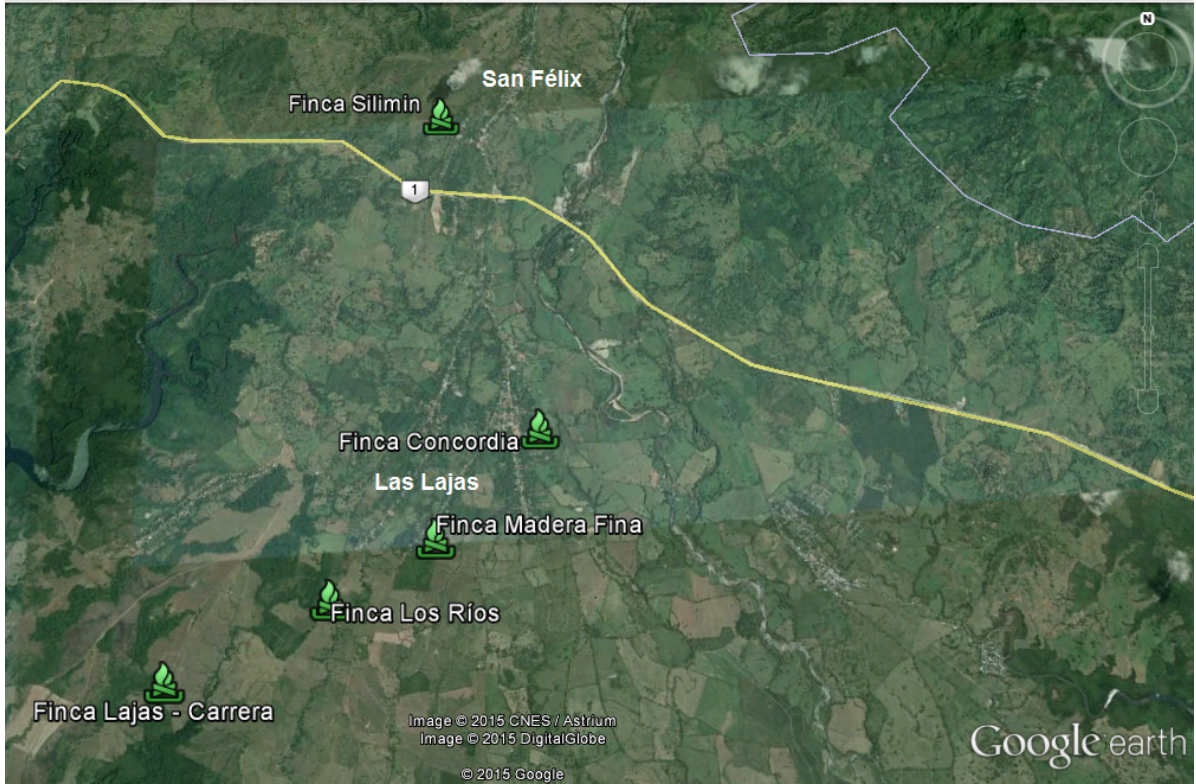 N
San Félix
Finca Silimin
1
Finca Concordia
Las Lajas
Finca Madera Fina
Finca Los Ríos
Finca Lajas - Carrera
Image © 2015 CNES / Astrium
Image © 2015 DigitalGlobe
© 2015 Google
Google earth